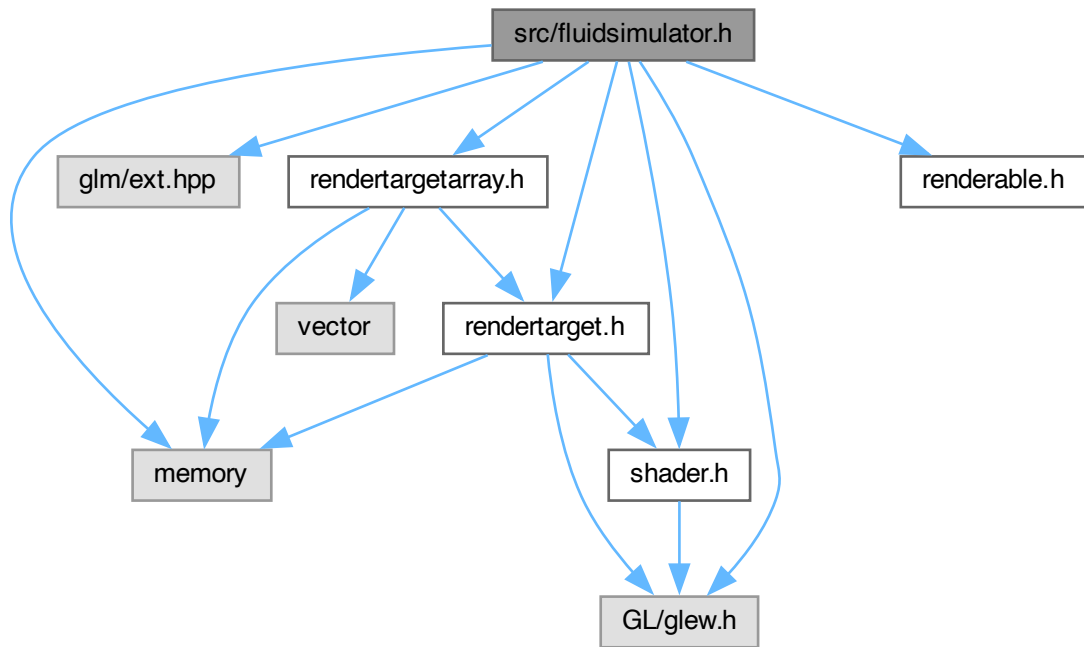 src/fluidsimulator.h
glm/ext.hpp
rendertargetarray.h
renderable.h
vector
rendertarget.h
memory
shader.h
GL/glew.h